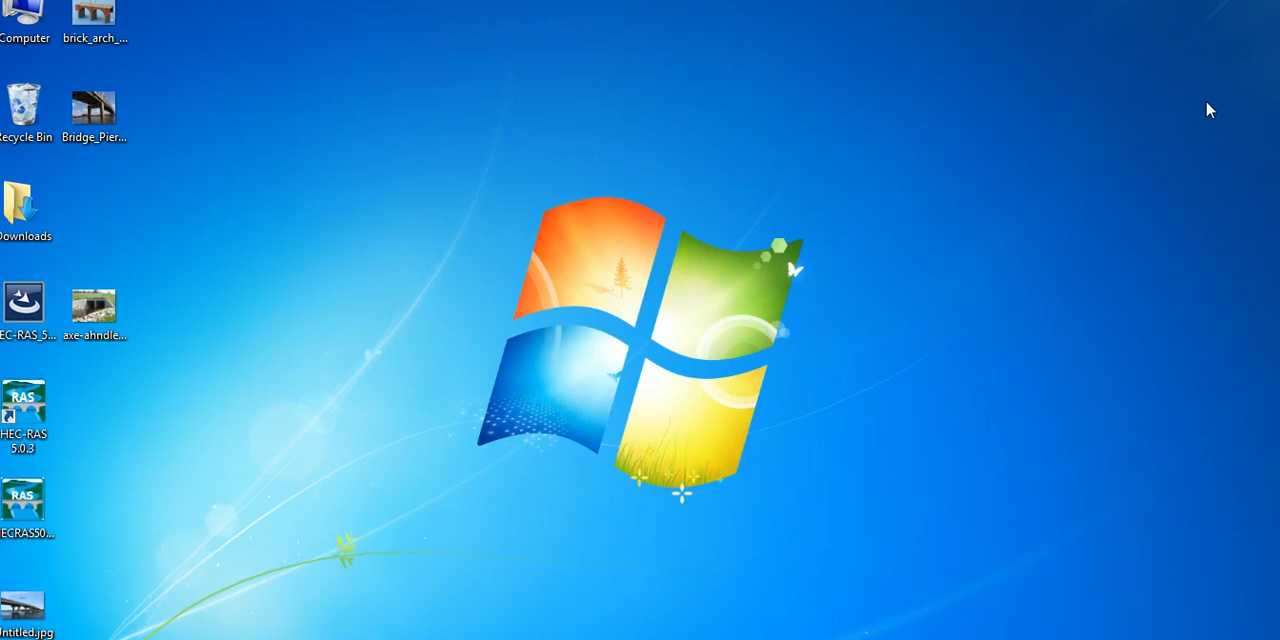 Computer
brick_arch_...
Recycle Bin
Bridge_Pier...
Downloads
EC-RAS_5...
axe-ahndle...
RAS
HEC-RAS
5.0.3
RAS
ECRAS50...
Untitled.jpg